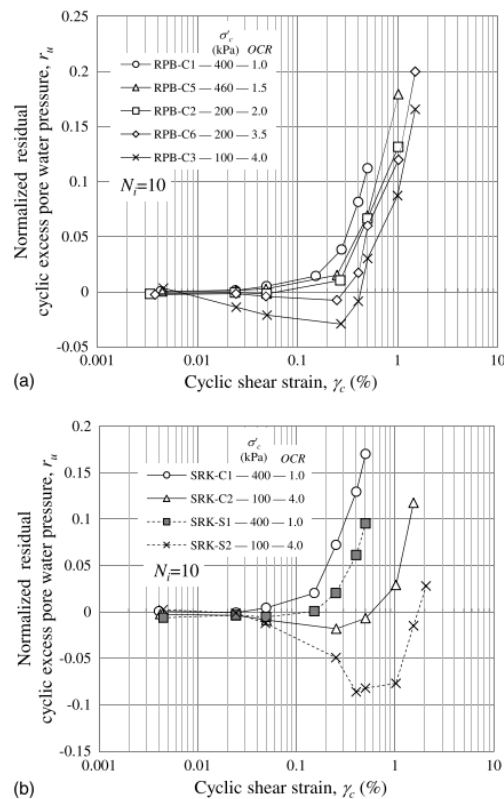 Normalized residual
cyclic excess pore water pressure, r_u
0.25
0.2
0.15
0.1
0.05
0
-0.05
σ'_c
(kPa) OCR
RPB-C1 — 400 — 1.0
RPB-C5 — 460 — 1.5
RPB-C2 — 200 — 2.0
RPB-C6 — 200 — 3.5
RPB-C3 — 100 — 4.0
N_i=10
0.001 0.01 0.1 1 10
(a) Cyclic shear strain, γ_c (%)
Normalized residual
cyclic excess pore water pressure, r_u
0.2
0.15
0.1
0.05
0
-0.05
-0.1
-0.15
σ'_c
(kPa) OCR
SRK-C1 — 400 — 1.0
SRK-C2 — 100 — 4.0
SRK-S1 — 400 — 1.0
SRK-S2 — 100 — 4.0
N_i=10
0.001 0.01 0.1 1 10
(b) Cyclic shear strain, γ_c (%)